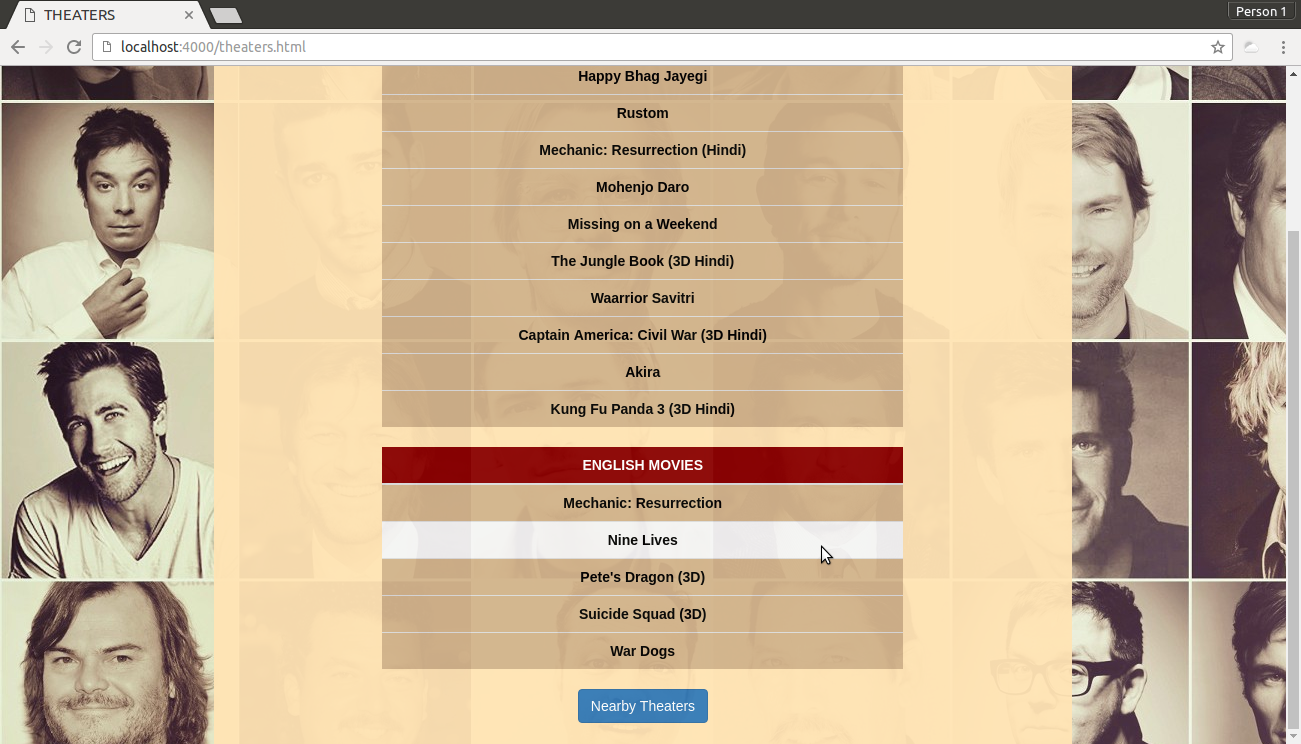 THEATERS
Person 1
localhost:4000/theaters.html
Happy Bhag Jayegi
Rustom
Mechanic: Resurrection (Hindi)
Mohenjo Daro
Missing on a Weekend
The Jungle Book (3D Hindi)
Waarrior Savitri
Captain America: Civil War (3D Hindi)
Akira
Kung Fu Panda 3 (3D Hindi)
ENGLISH MOVIES
Mechanic: Resurrection
Nine Lives
Pete's Dragon (3D)
Suicide Squad (3D)
War Dogs
Nearby Theaters